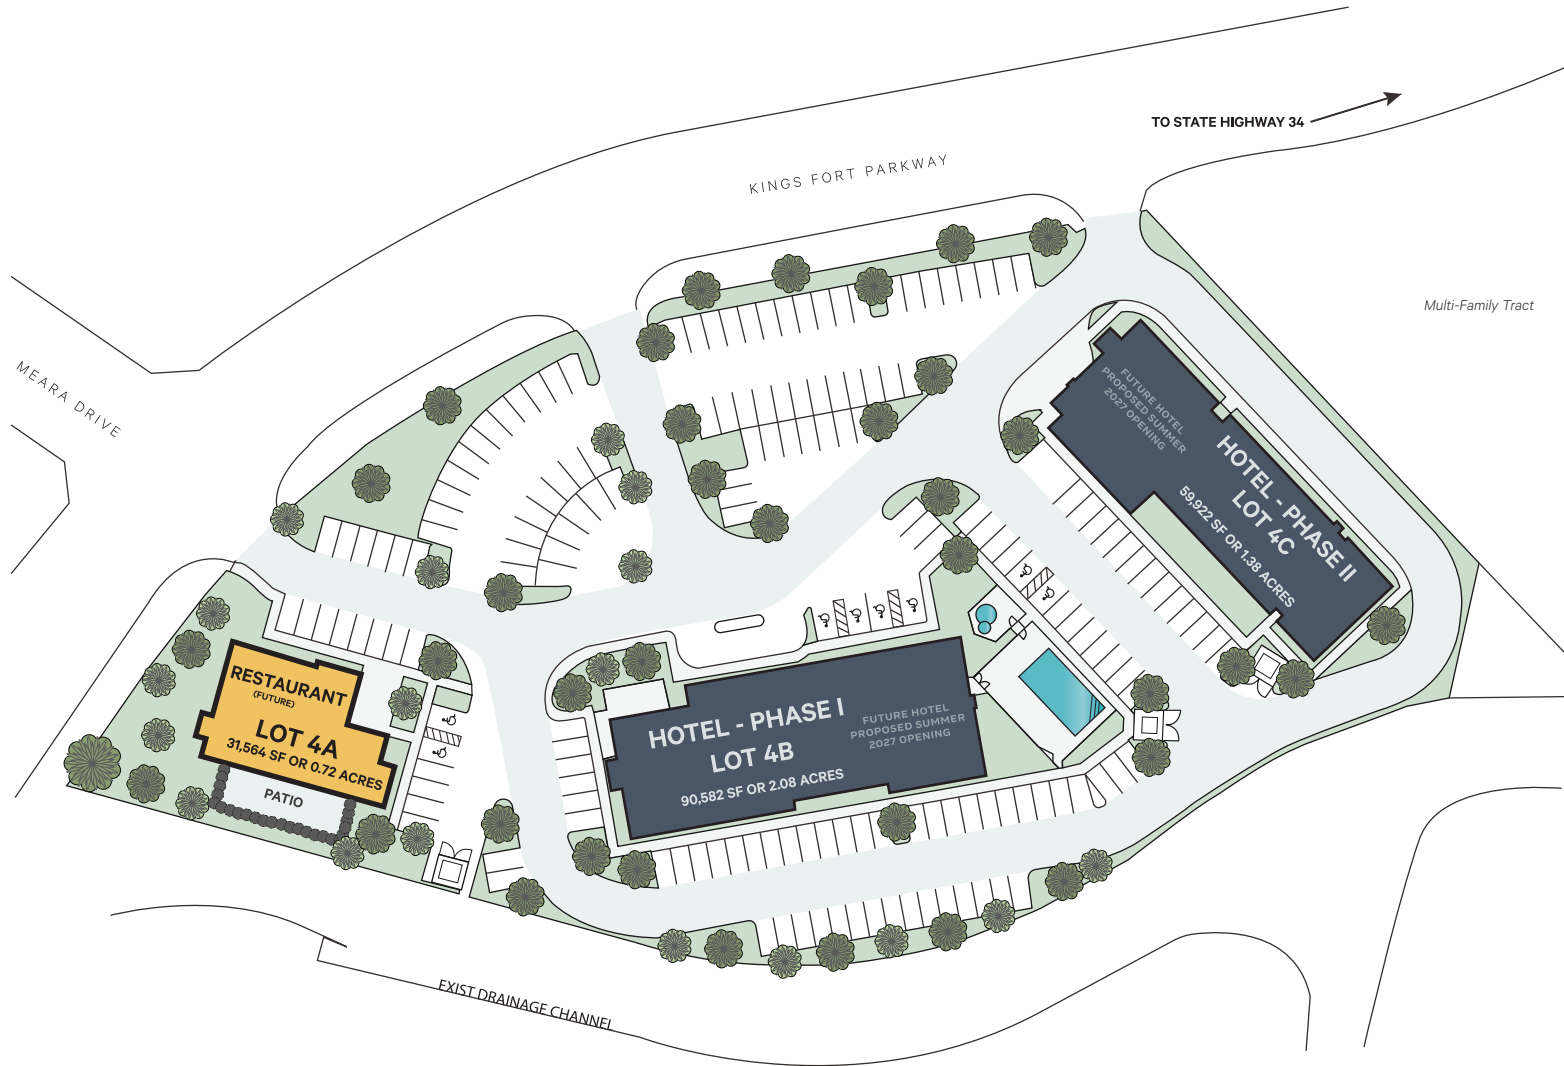 TO STATE HIGHWAY 34
KINGS FORT PARKWAY
Multi-Family Tract
MEARA DRIVE
FUTURE HOTEL
PROPOSED SUMMER
2027 OPENING
HOTEL - PHASE II
LOT 4C
59,922 SF OR 1.38 ACRES
RESTAURANT
(FUTURE)
LOT 4A
31,564 SF OR 0.72 ACRES
PATIO
HOTEL - PHASE I
LOT 4B
90,582 SF OR 2.08 ACRES
FUTURE HOTEL
PROPOSED SUMMER
2027 OPENING
EXIST DRAINAGE CHANNEL